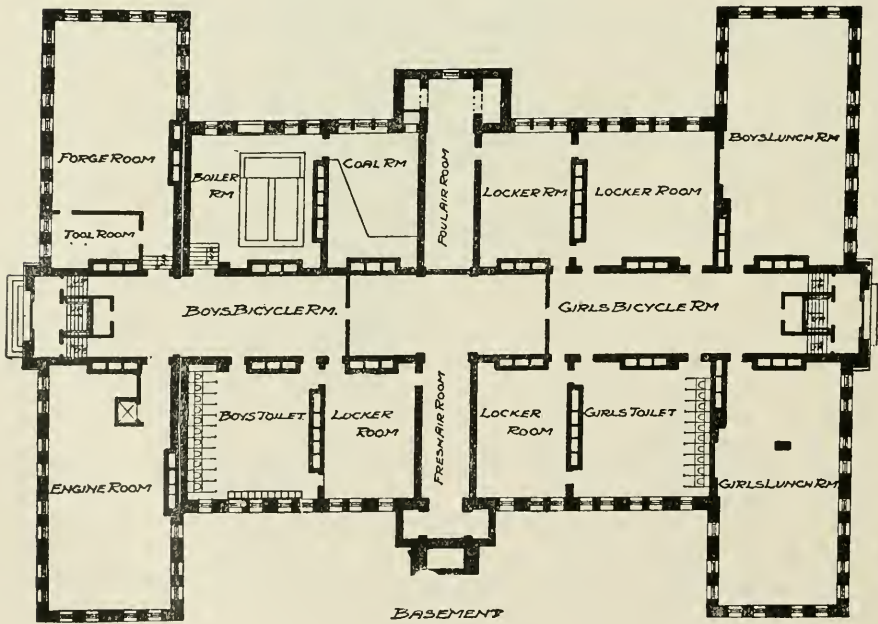 FORGE ROOM
TOOL ROOM
BOILER
RM
COAL RM
FOUL AIR ROOM
LOCKER RM
LOCKER ROOM
BOYS LUNCH RM
BOYS BICYCLE RM.
GIRLS BICYCLE RM
ENGINE ROOM
BOYS TOILET
LOCKER
ROOM
FRESH AIR ROOM
LOCKER
ROOM
GIRLS TOILET
GIRLS LUNCH RM
BASEMENT